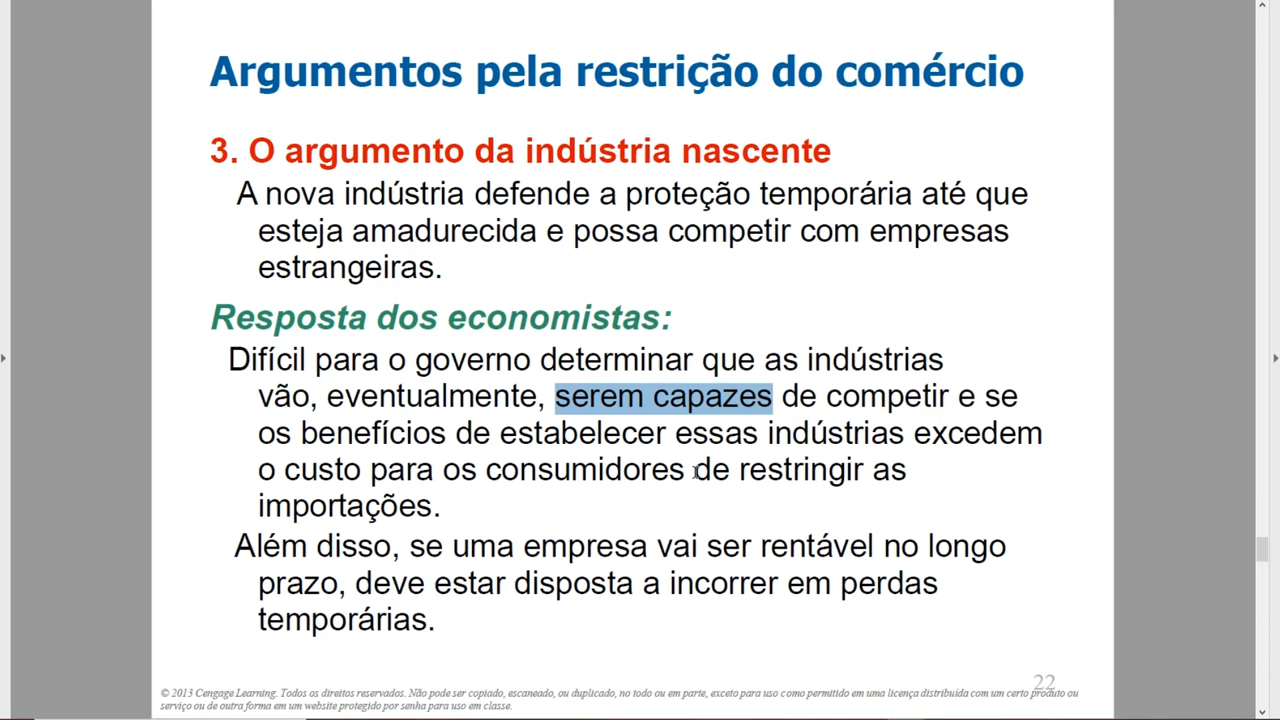 Argumentos pela restrição do comércio
3. O argumento da indústria nascente
A nova indústria defende a proteção temporária até que
esteja amadurecida e possa competir com empresas
estrangeiras.
Resposta dos economistas:
Difícil para o governo determinar que as indústrias
vão, eventualmente, serem capazes de competir e se
os benefícios de estabelecer essas indústrias excedem
o custo para os consumidores de restringir as
importações.
Além disso, se uma empresa vai ser rentável no longo
prazo, deve estar disposta a incorrer em perdas
temporárias.
22
© 2013 Cengage Learning. Todos os direitos reservados. Não pode ser copiado, escaneado, ou duplicado, no todo ou em parte, exceto para uso como permitido em uma licença distribuída com um certo produto ou
serviço ou de outra forma em um website protegido por senha para uso em classe.